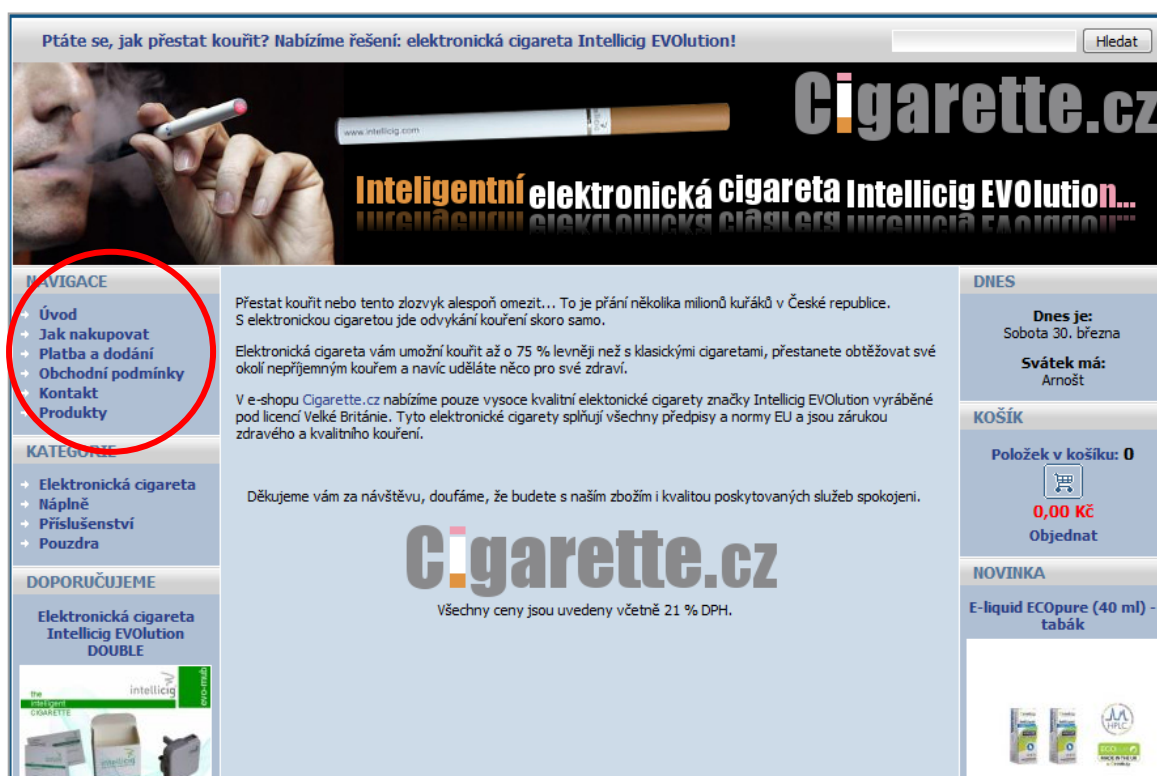 Ptáte se, jak přestat kouřit? Nabízíme řešení: elektronická cigareta Intellicig EVOlution!
Hledat
Cigarette.cz
www.intellicig.com
Inteligentní elektronická cigareta Intellicig EVOlution...
NAVIGACE
Úvod
Jak nakupovat
Platba a dodání
Obchodní podmínky
Kontakt
Produkty
KATEGORIE
Elektronická cigareta
Náplně
Příslušenství
Pouzdra
DOPORUČUJEME
Elektronická cigareta
Intellicig EVOlution
DOUBLE
the
intelligent
CIGARETTE
intellicig
evo-mub
intellicig
Přestat kouřit nebo tento zlozvyk alespoň omezit... To je přání několika milionů kuřáků v České republice.
S elektronickou cigaretou jde odvykání kouření skoro samo.
Elektronická cigareta vám umožní kouřit až o 75 % levněji než s klasickými cigaretami, přestanete obtěžovat své
okolí nepříjemným kouřem a navíc uděláte něco pro své zdraví.
V e-shopu Cigarette.cz nabízíme pouze vysoce kvalitní elektonické cigarety značky Intellicig EVOlution vyráběné
pod licencí Velké Británie. Tyto elektronické cigarety splňují všechny předpisy a normy EU a jsou zárukou
zdravého a kvalitního kouření.
Děkujeme vám za návštěvu, doufáme, že budete s naším zbožím i kvalitou poskytovaných služeb spokojeni.
Cigarette.cz
Všechny ceny jsou uvedeny včetně 21 % DPH.
DNES
Dnes je:
Sobota 30. března
Svátek má:
Arnošt
KOŠÍK
Položek v košíku: 0
0,00 Kč
Objednat
NOVINKA
E-liquid ECOpure (40 ml) -
tabák
HPLC